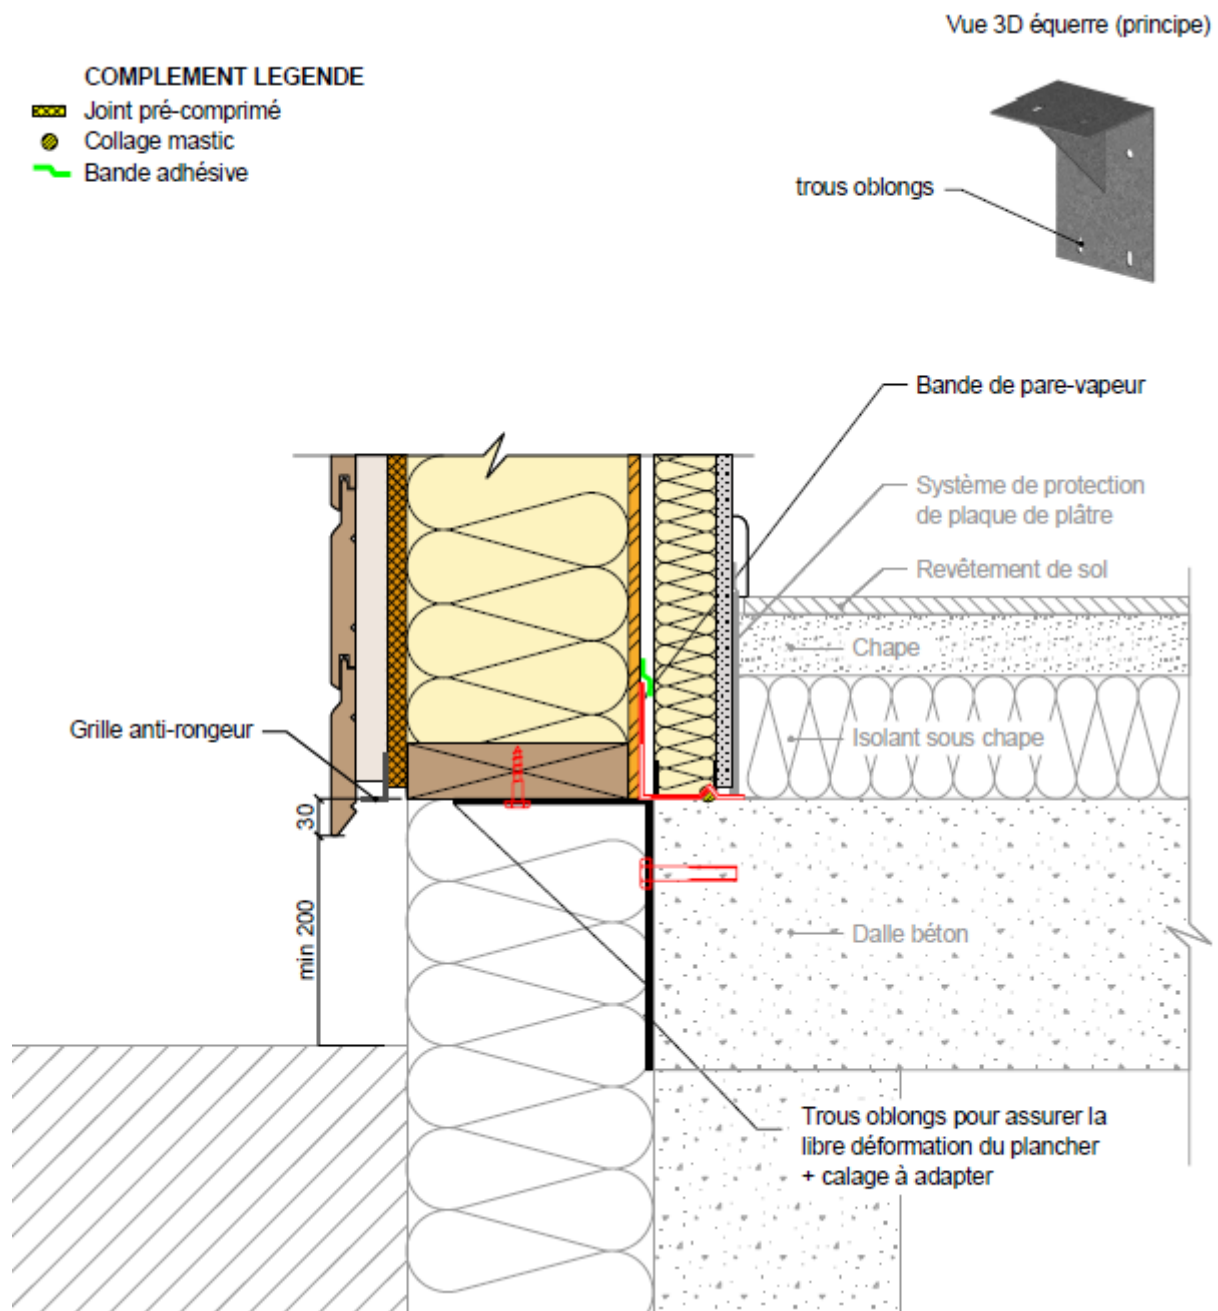 Vue 3D équerre (principe)
COMPLEMENT LEGENDE
Joint pré-comprimé
Collage mastic
Bande adhésive
trous oblongs
Bande de pare-vapeur
Système de protection
de plaque de plâtre
Revêtement de sol
Chape
Isolant sous chape
Grille anti-rongeur
30
min 200
Dalle béton
Trous oblongs pour assurer la
libre déformation du plancher
+ calage à adapter